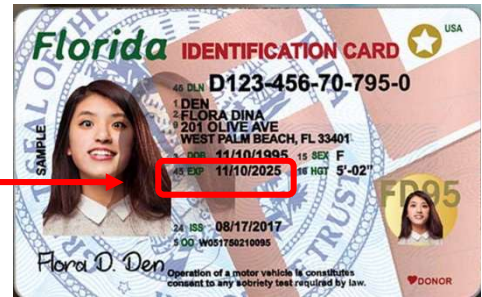 Florida IDENTIFICATION CARD USA
4d DLN D123-456-70-795-0
1 DEN
2 FLORA DINA
8 201 OLIVE AVE
WEST PALM BEACH, FL 33401
3 DOB 11/10/1995 15 SEX F
4b EXP 11/10/2025 16 HGT 5'-02"
SAMPLE
FD95
4a ISS 08/17/2017
5 DD W051750210095
Flora D. Den
Operation of a motor vehicle is constitutes
consent to any sobriety test required by law.
DONOR